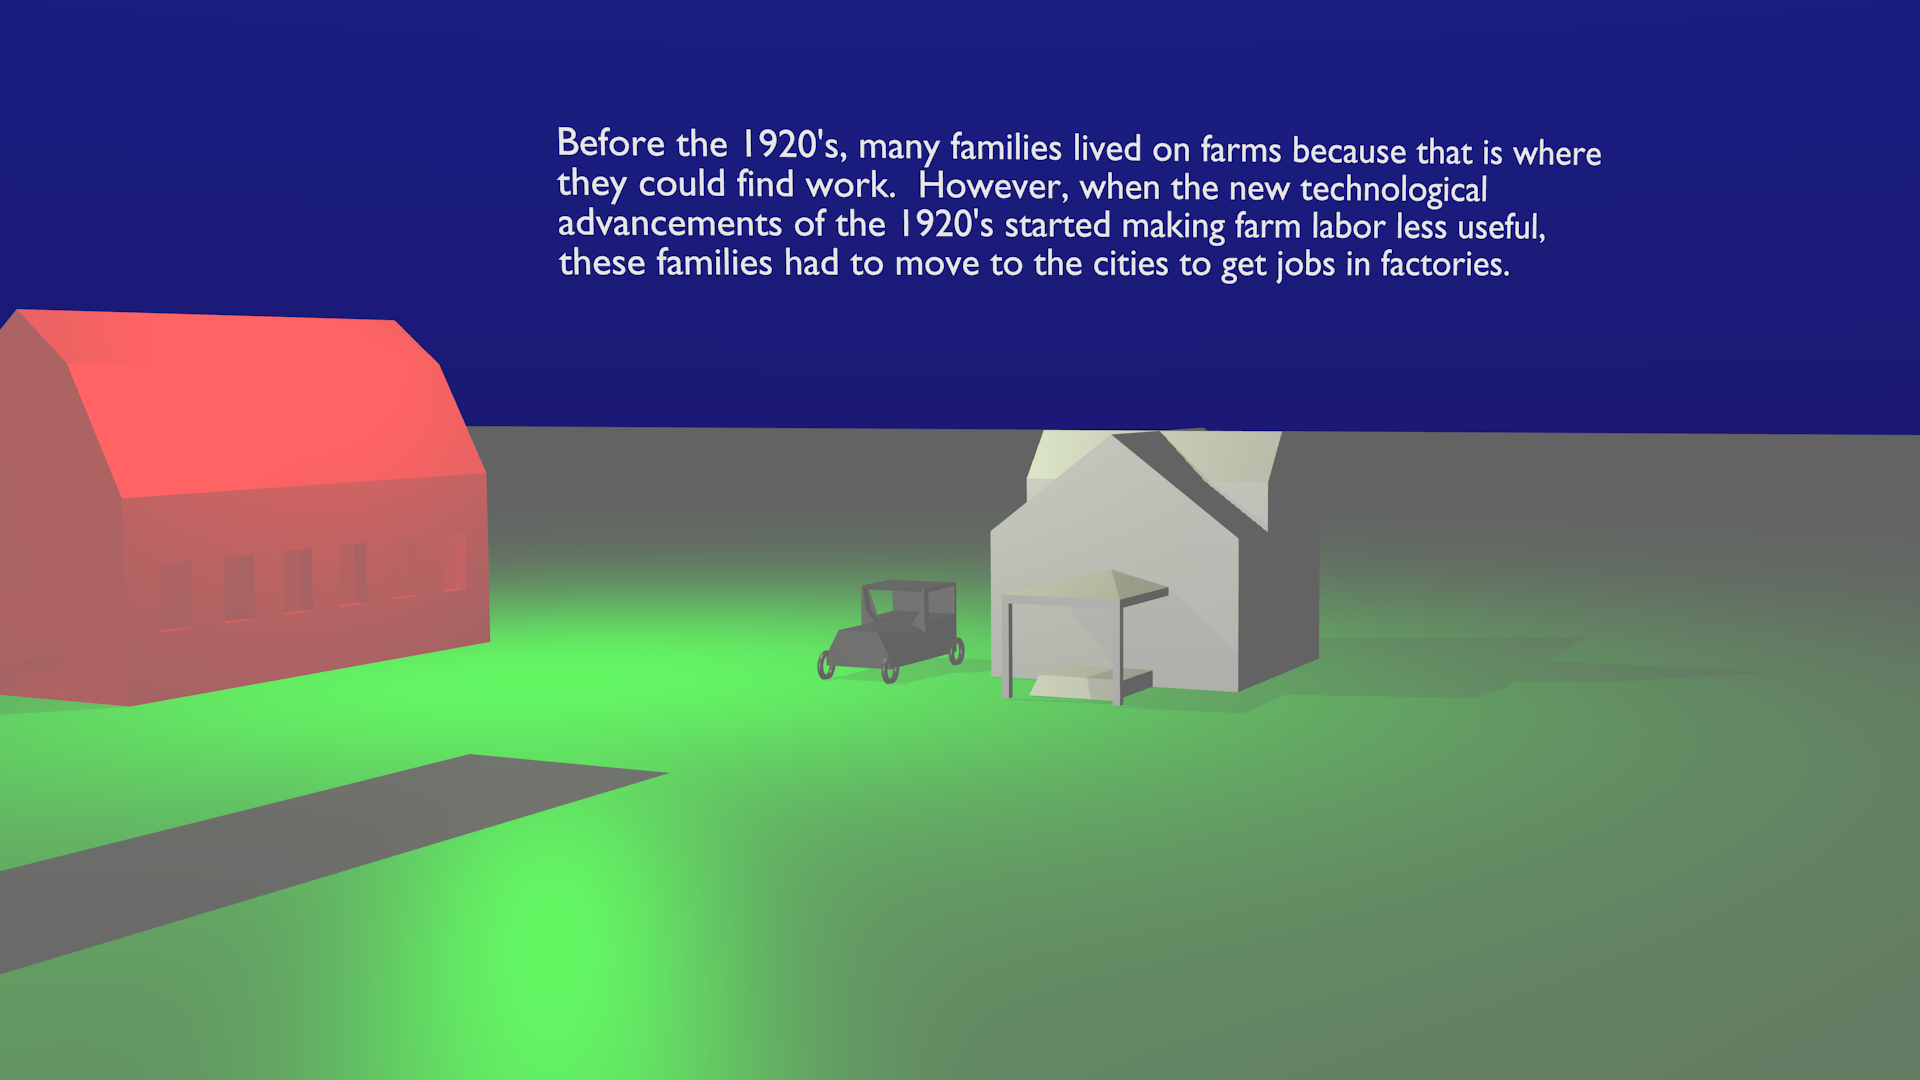 Before the 1920's, many families lived on farms because that is where
they could find work.  However, when the new technological
advancements of the 1920's started making farm labor less useful,
these families had to move to the cities to get jobs in factories.